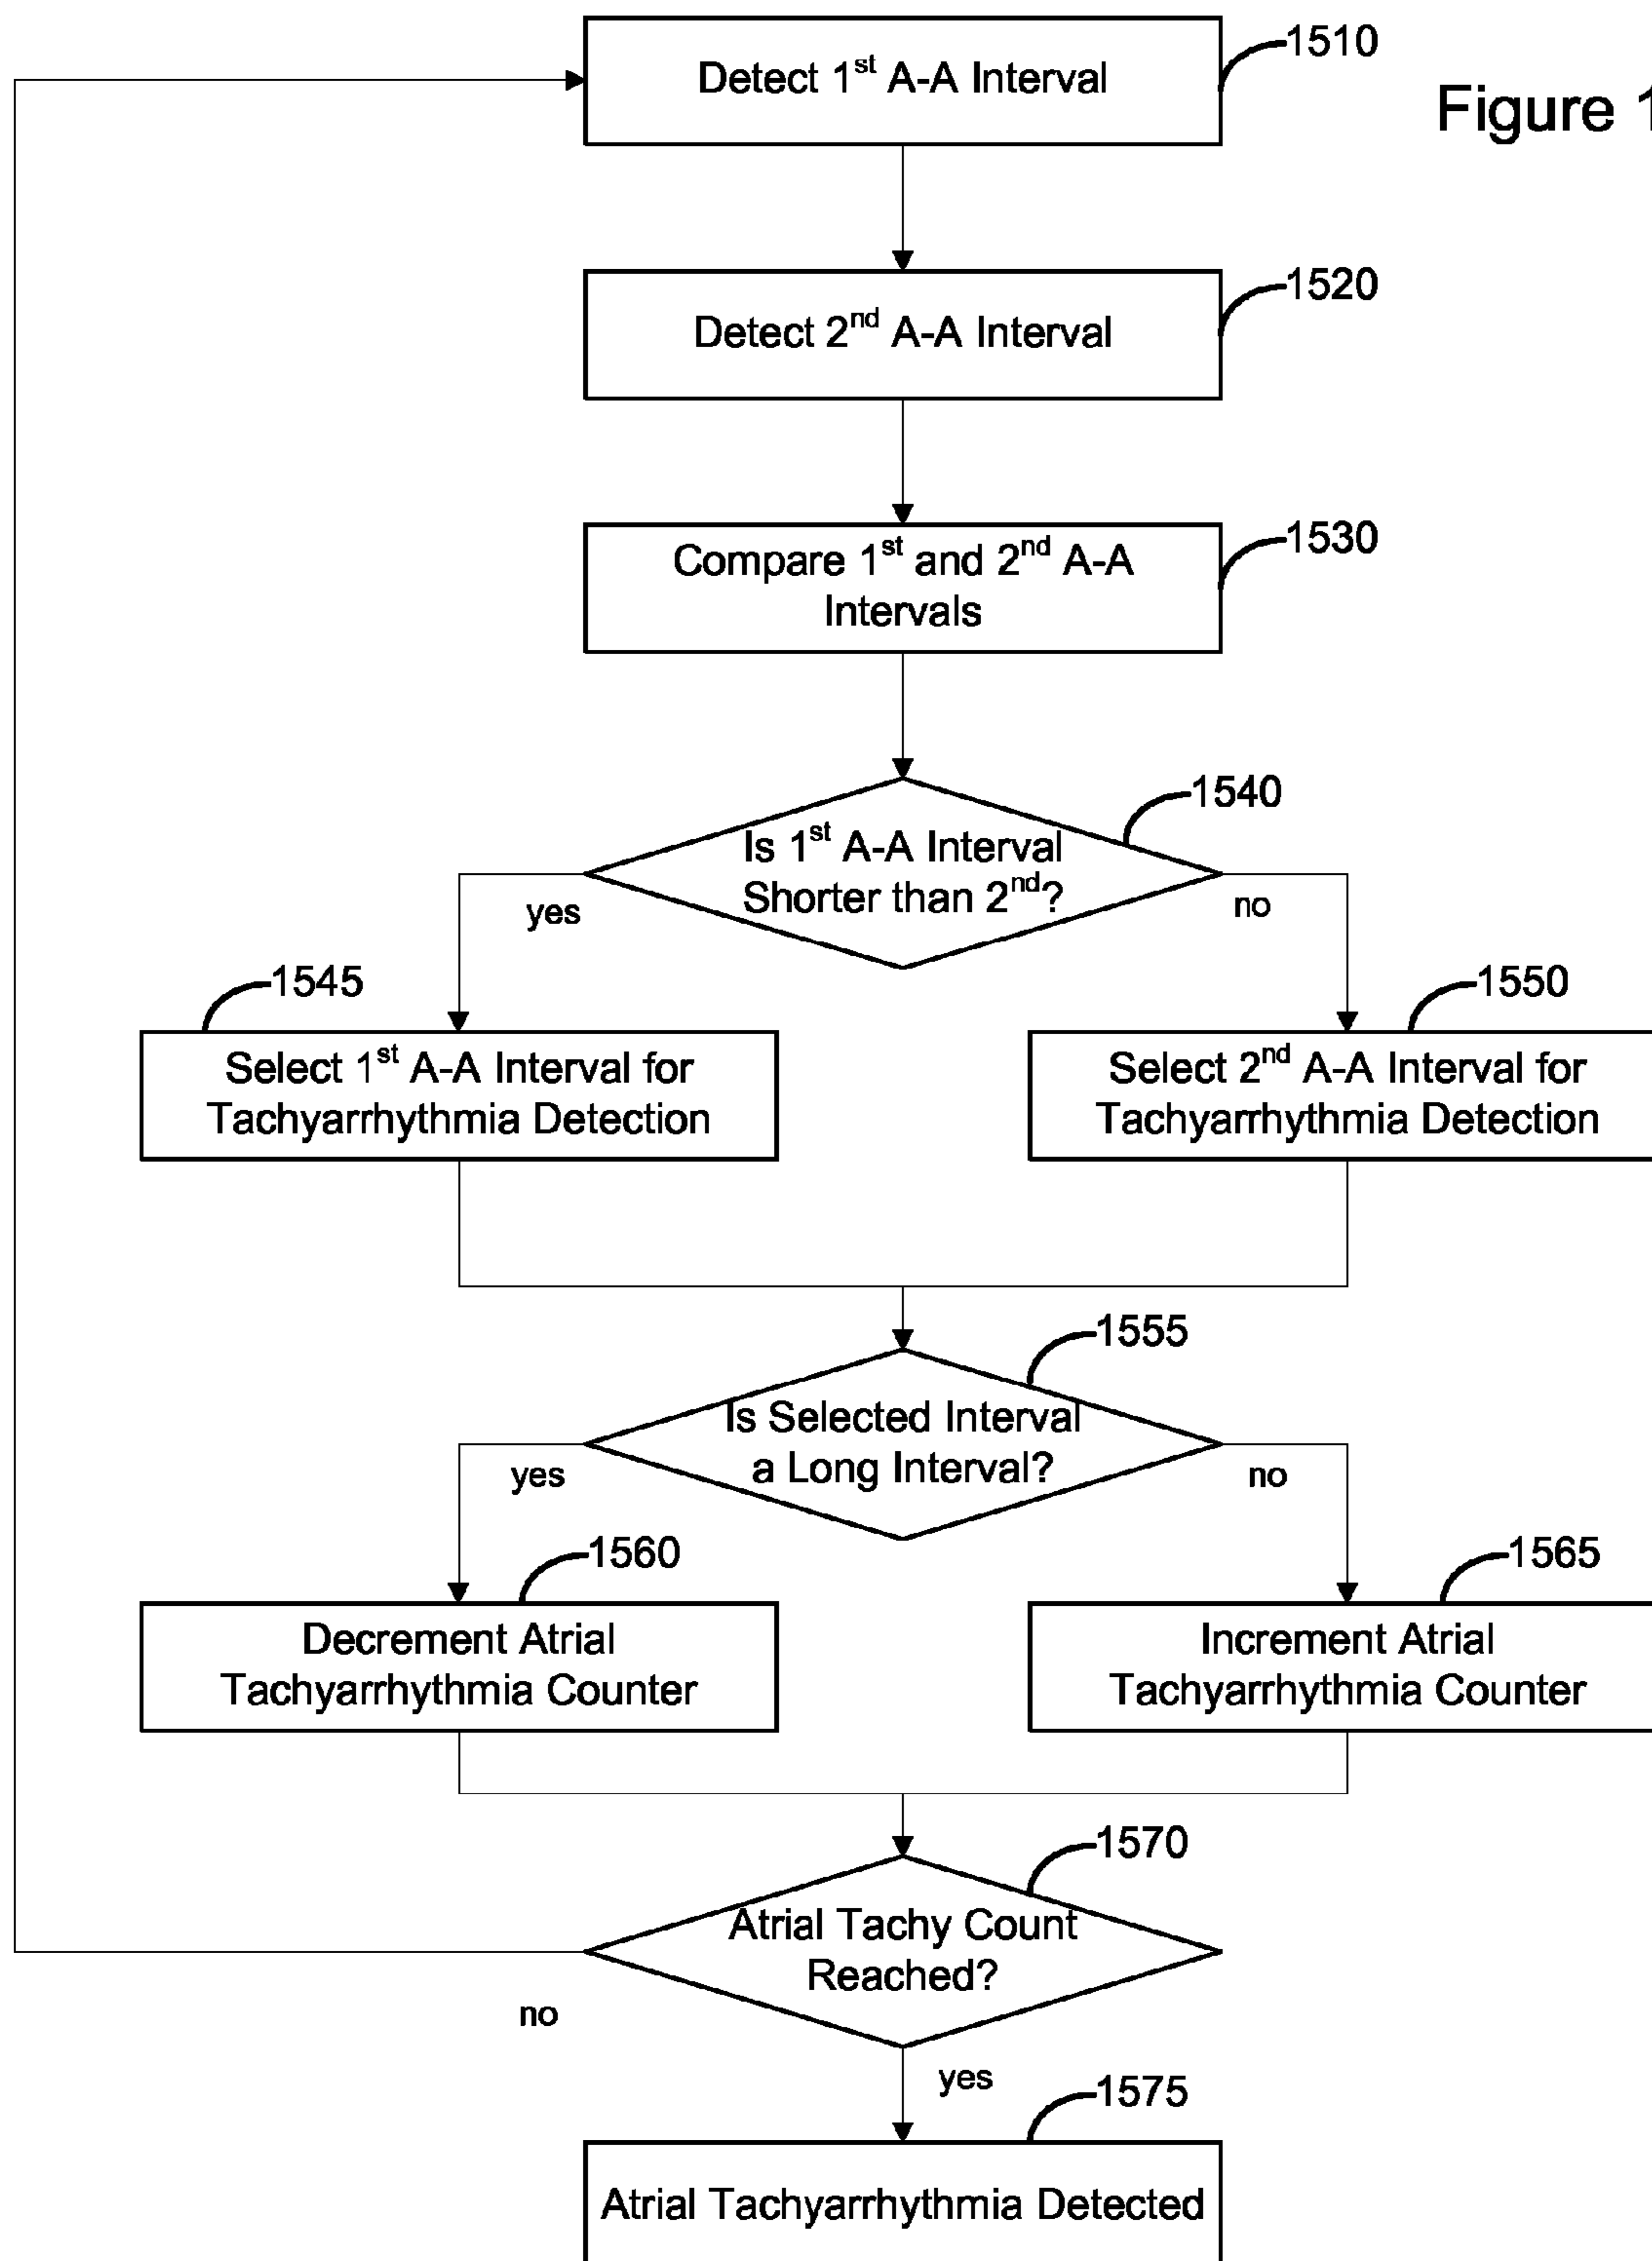 1510
Detect 1st A-A Interval
Figure 1
1520
Detect 2nd A-A Interval
1530
Compare 1st and 2nd A-A
Intervals
1540
Is 1st A-A Interval
Shorter than 2nd?
yes
no
1545
1550
Select 1st A-A Interval for
Tachyarrhythmia Detection
Select 2nd A-A Interval for
Tachyarrhythmia Detection
1555
Is Selected Interval
a Long Interval?
yes
no
1560
1565
Decrement Atrial
Tachyarrhythmia Counter
Increment Atrial
Tachyarrhythmia Counter
1570
Atrial Tachy Count
Reached?
no
yes
1575
Atrial Tachyarrhythmia Detected